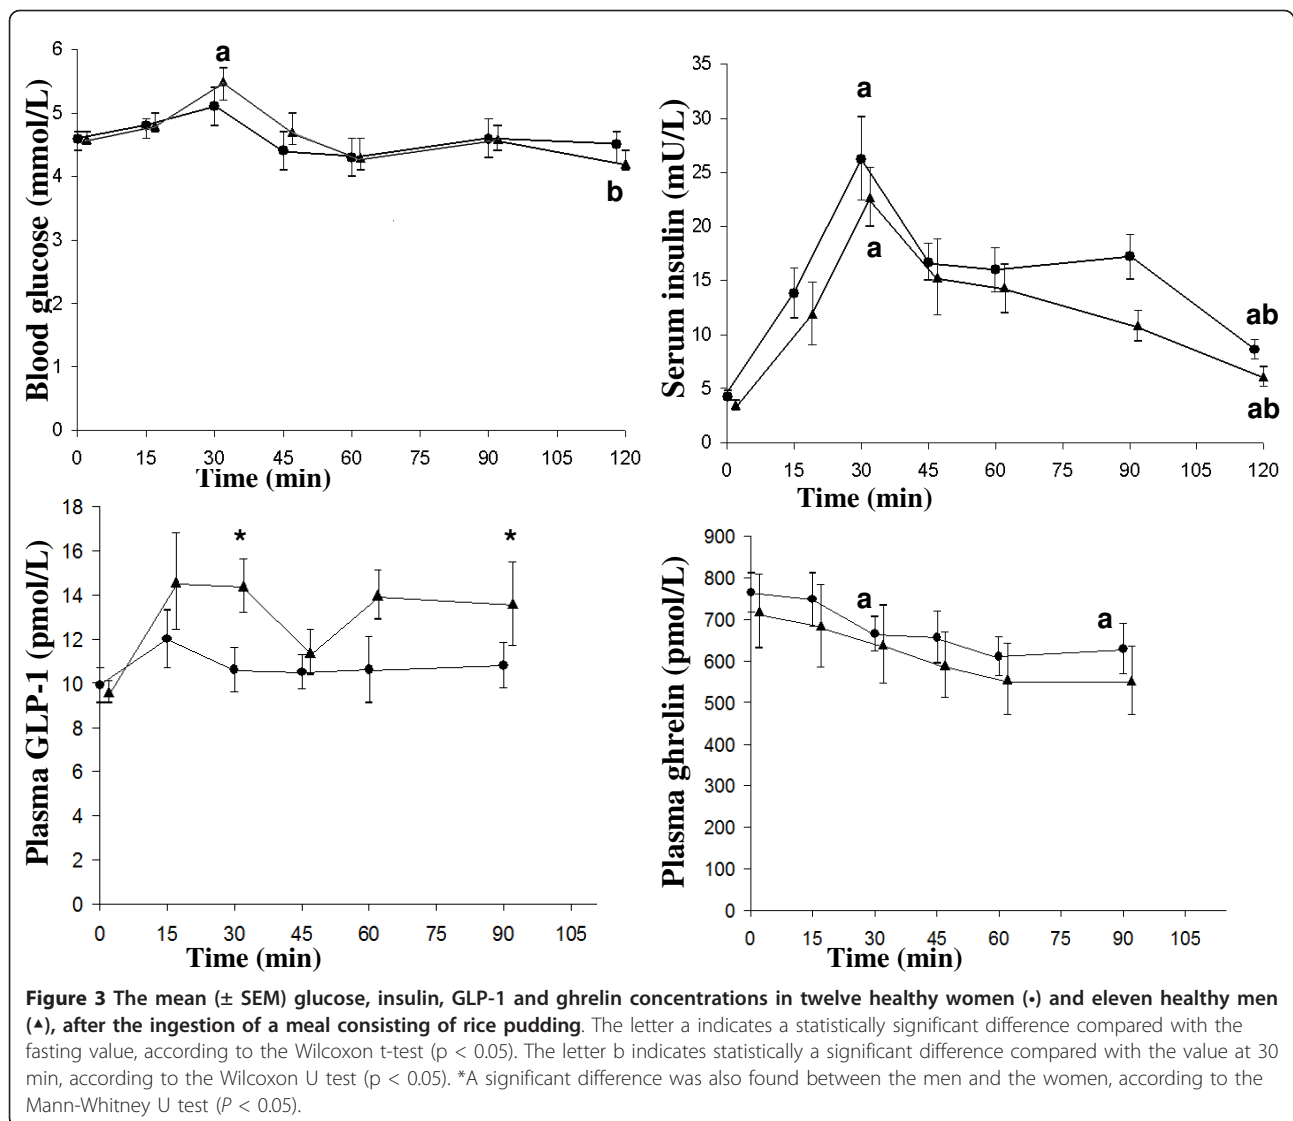 6
5
4
3
2
1
0
a
b
Blood glucose (mmol/L)
0 15 30 45 60 75 90 105 120
Time (min)
35
30
25
20
15
10
5
0
a
a
ab
ab
Serum insulin (mU/L)
0 15 30 45 60 75 90 105 120
Time (min)
18
16
14
12
10
8
6
4
2
0
* *
Plasma GLP-1 (pmol/L)
0 15 30 45 60 75 90 105
Time (min)
900
800
700
600
500
400
300
200
100
0
a a
Plasma ghrelin (pmol/L)
0 15 30 45 60 75 90 105
Time (min)
Figure 3 The mean (± SEM) glucose, insulin, GLP-1 and ghrelin concentrations in twelve healthy women (•) and eleven healthy men
(▲), after the ingestion of a meal consisting of rice pudding. The letter a indicates a statistically significant difference compared with the
fasting value, according to the Wilcoxon t-test (p < 0.05). The letter b indicates statistically a significant difference compared with the value at 30
min, according to the Wilcoxon U test (p < 0.05). *A significant difference was also found between the men and the women, according to the
Mann-Whitney U test (P < 0.05).